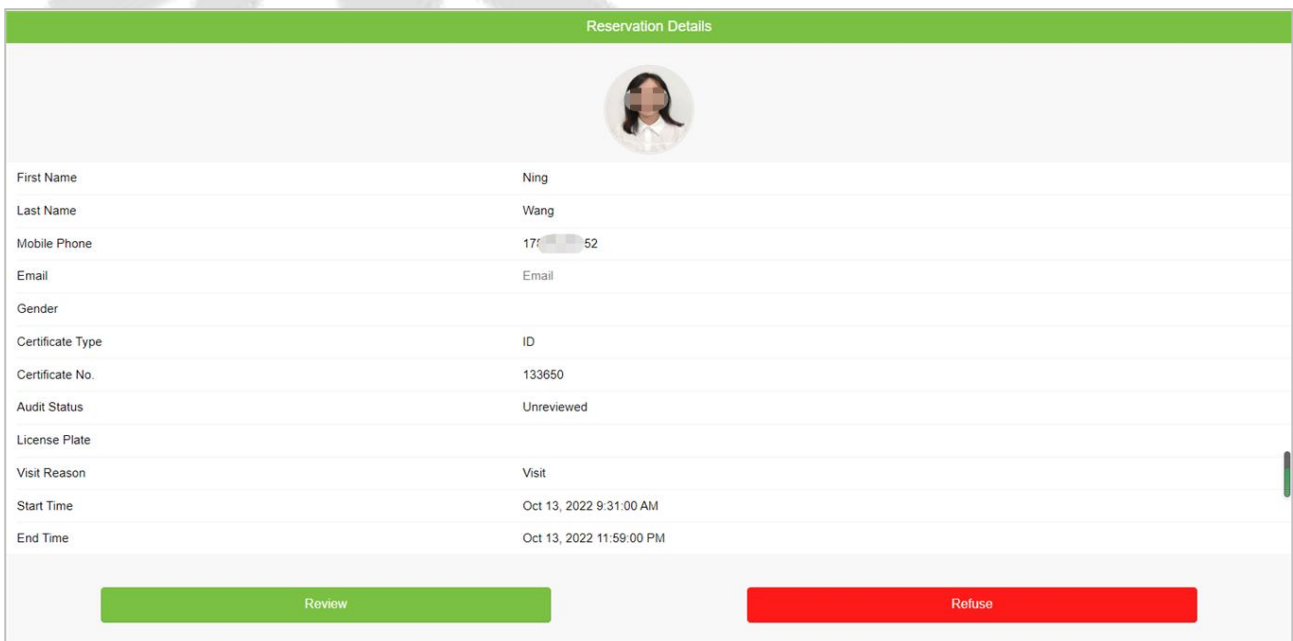 Reservation Details
First Name Ning
Last Name Wang
Mobile Phone 178 52
Email Email
Gender
Certificate Type ID
Certificate No. 133650
Audit Status Unreviewed
License Plate
Visit Reason Visit
Start Time Oct 13, 2022 9:31:00 AM
End Time Oct 13, 2022 11:59:00 PM
Review Refuse